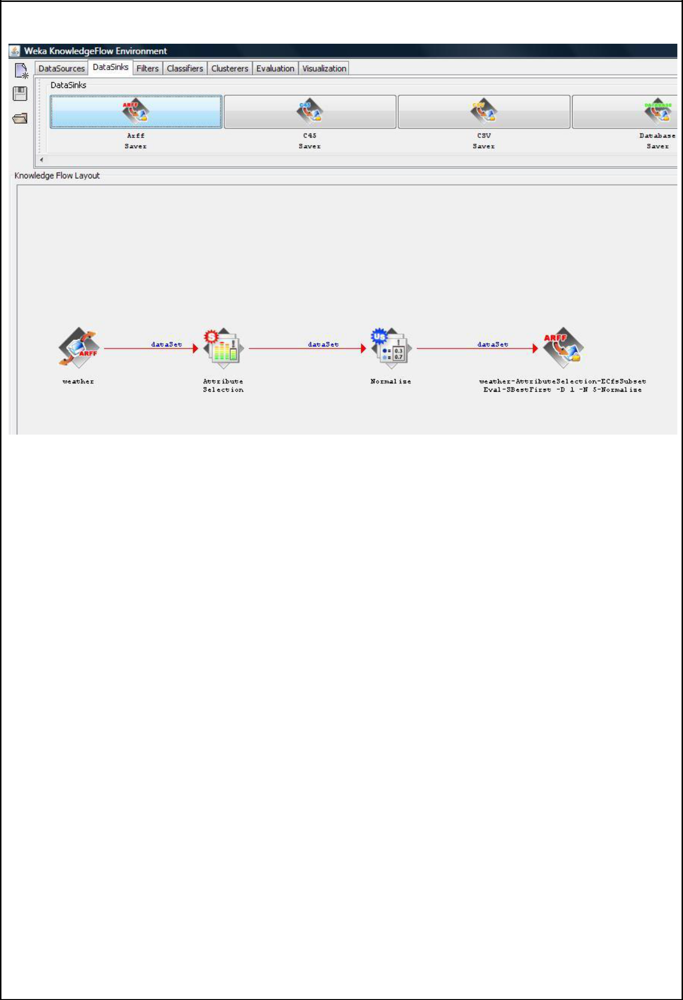 Weka KnowledgeFlow Environment
DataSources DataSinks Filters Classifiers Clusterers Evaluation Visualization
DataSinks
ARFF C45 CSV DATABASE
Arff C45 CSV Database
Saver Saver Saver Saver
Knowledge Flow Layout
ARFF dataSet S dataSet Us 0.3 0.7 dataSet ARFF
weather Attribute Normalize weather-AttributeSelection-ECfsSubset
Selection Eval-SBestFirst -D 1 -N 5-Normalize